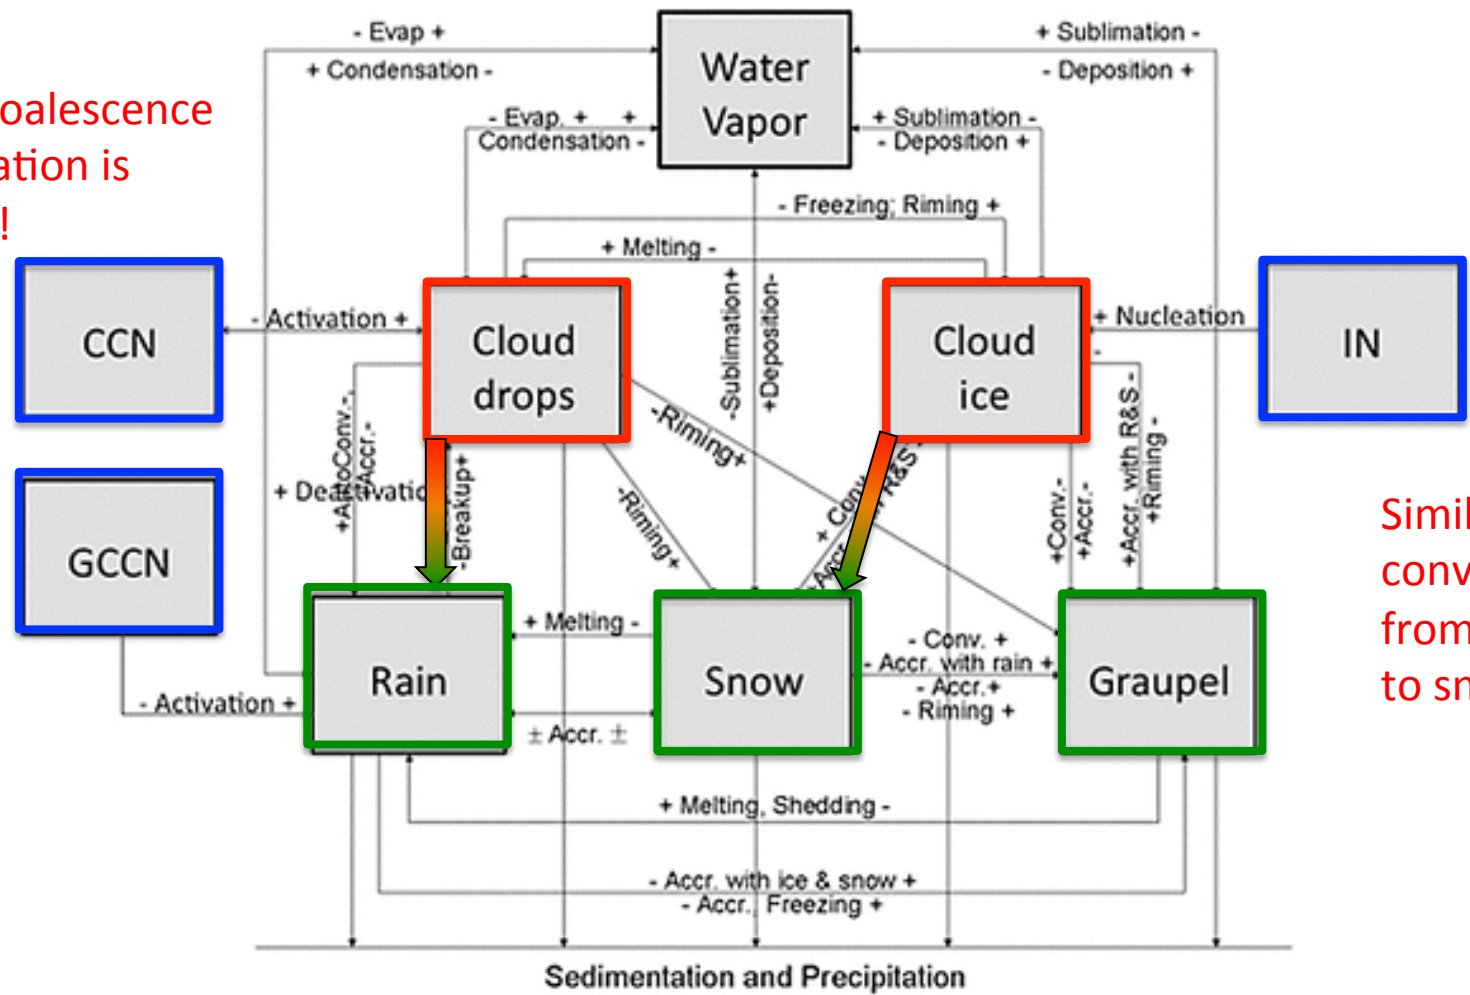 - Evap +
+ Condensation -
+ Sublimation -
- Deposition +
Water
Vapor
- Evap. + +
Condensation -
+ Sublimation -
- Deposition +
oalescence
ation is
!
- Freezing; Riming +
+ Melting -
CCN
- Activation +
Cloud
drops
-Sublimation+
+Deposition-
Cloud
ice
+ Nucleation
IN
-
-Riming+
+AutoConv.-,
+Accr.-
+ Deactivatio
-Breakup+
-Riming+
+ Conv
+Accr. R&S -
+Conv.-
+Accr.-
+Accr. with R&S -
+Riming -
Simil
conv
from
to sn
GCCN
- Activation +
Rain
+ Melting -
± Accr. ±
Snow
- Conv. +
- Accr. with rain +
- Accr.+
- Riming +
Graupel
+ Melting, Shedding -
- Accr. with ice & snow +
- Accr., Freezing +
Sedimentation and Precipitation